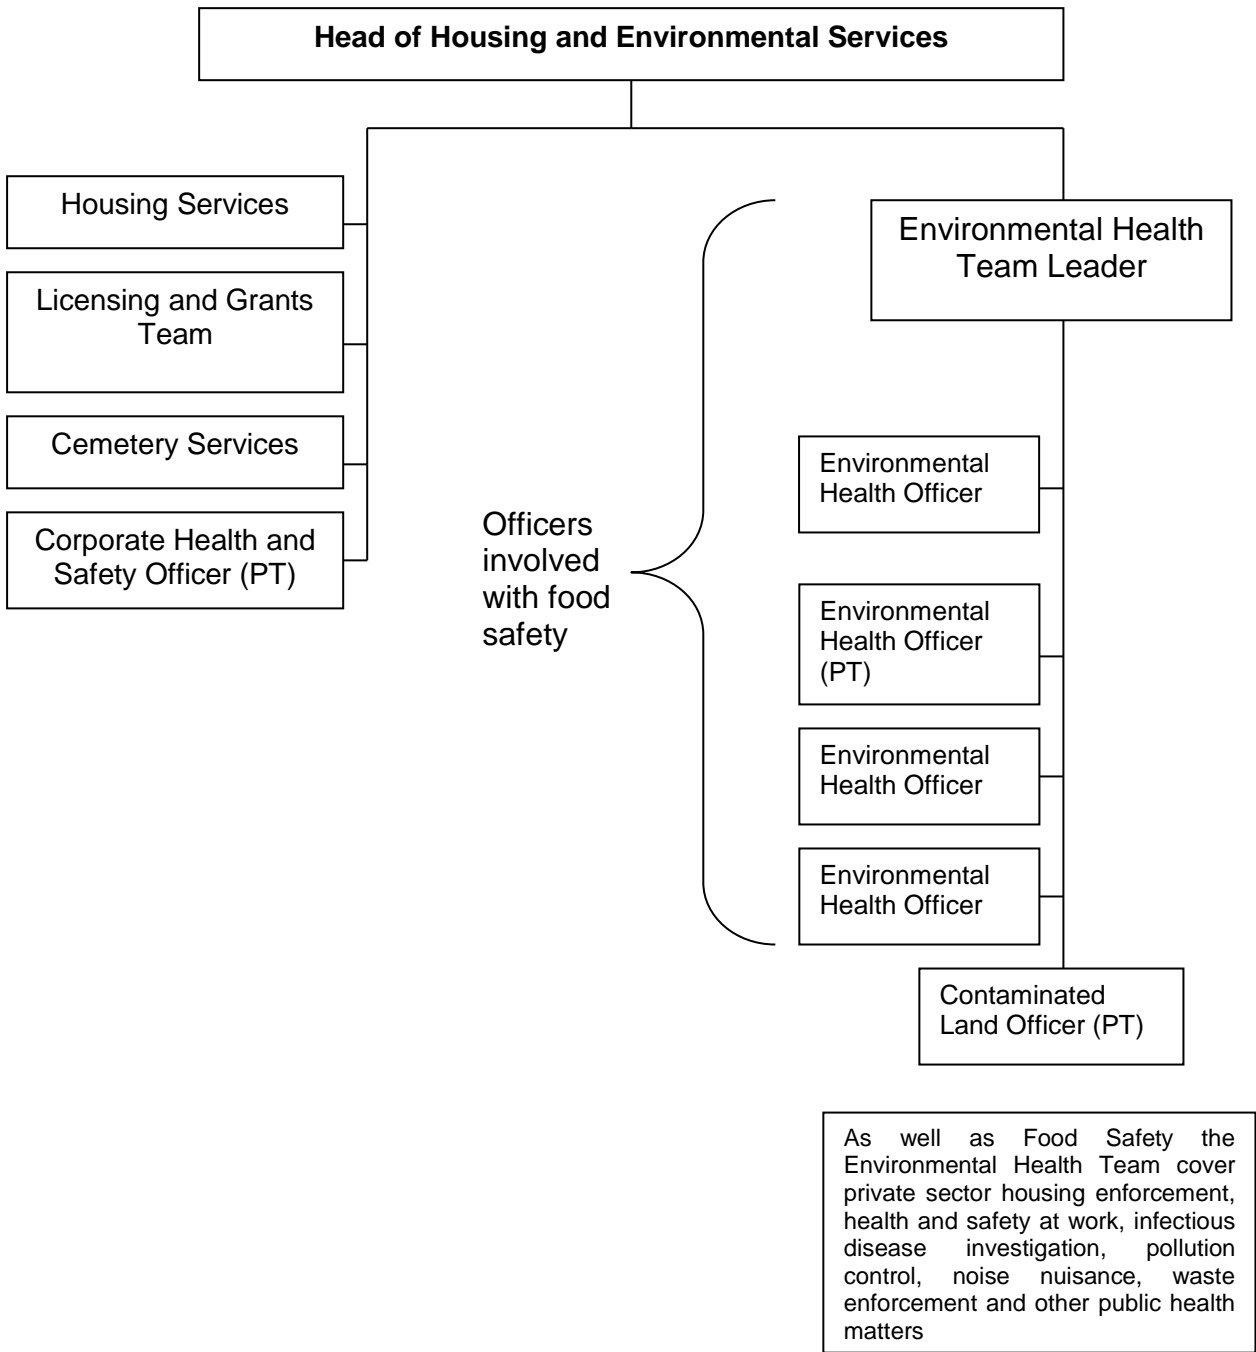 Head of Housing and Environmental Services
Housing Services
Licensing and Grants
Team
Cemetery Services
Corporate Health and
Safety Officer (PT)
Officers
involved
with food
safety
Environmental Health
Team Leader
Environmental
Health Officer
Environmental
Health Officer
(PT)
Environmental
Health Officer
Environmental
Health Officer
Contaminated
Land Officer (PT)
As well as Food Safety the
Environmental Health Team cover
private sector housing enforcement,
health and safety at work, infectious
disease investigation, pollution
control, noise nuisance, waste
enforcement and other public health
matters